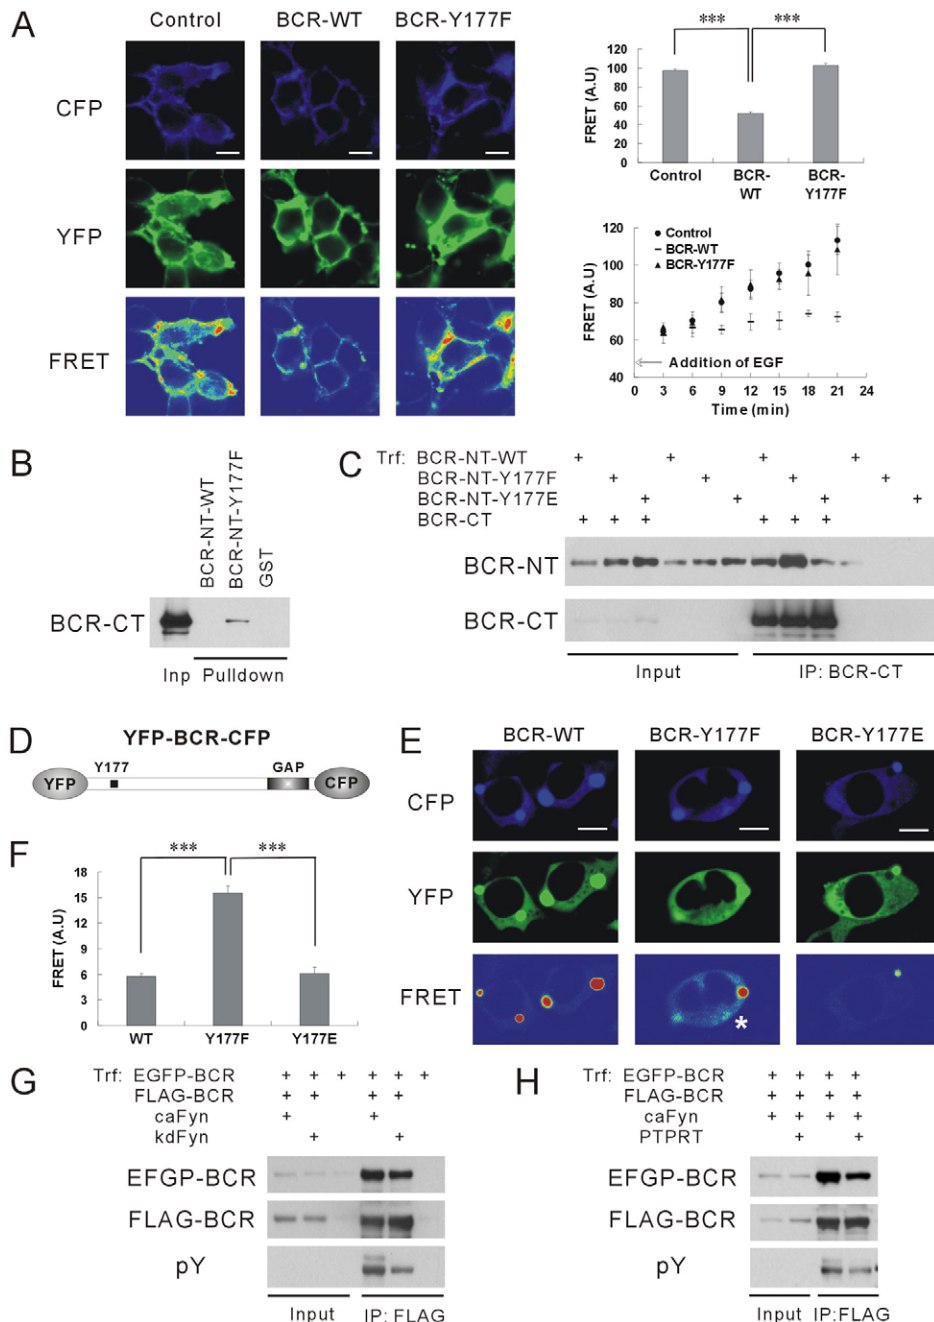 A
Control BCR-WT BCR-Y177F
CFP
YFP
FRET
*** ***
FRET (A.U)
120
100
80
60
40
20
0
Control BCR-WT BCR-Y177F
FRET (A.U)
120
100
80
60
40
● Control
– BCR-WT
▲ BCR-Y177F
Addition of EGF
0 3 6 9 12 15 18 21 24
Time (min)
B
BCR-NT-WT
BCR-NT-Y177F
GST
BCR-CT
Inp Pulldown
C
Trf: BCR-NT-WT + + + +
BCR-NT-Y177F + + + +
BCR-NT-Y177E + + + +
BCR-CT + + + + + +
BCR-NT
BCR-CT
Input IP: BCR-CT
D
YFP-BCR-CFP
YFP Y177 GAP CFP
E
BCR-WT BCR-Y177F BCR-Y177E
CFP
YFP
FRET
*
F
*** ***
FRET (A.U)
18
15
12
9
6
3
0
WT Y177F Y177E
G
Trf: EGFP-BCR + + + + + +
FLAG-BCR + + + +
caFyn + +
kdFyn + +
EFGP-BCR
FLAG-BCR
pY
Input IP: FLAG
H
Trf: EGFP-BCR + + + +
FLAG-BCR + + + +
caFyn + + + +
PTPRT + +
EFGP-BCR
FLAG-BCR
pY
Input IP:FLAG